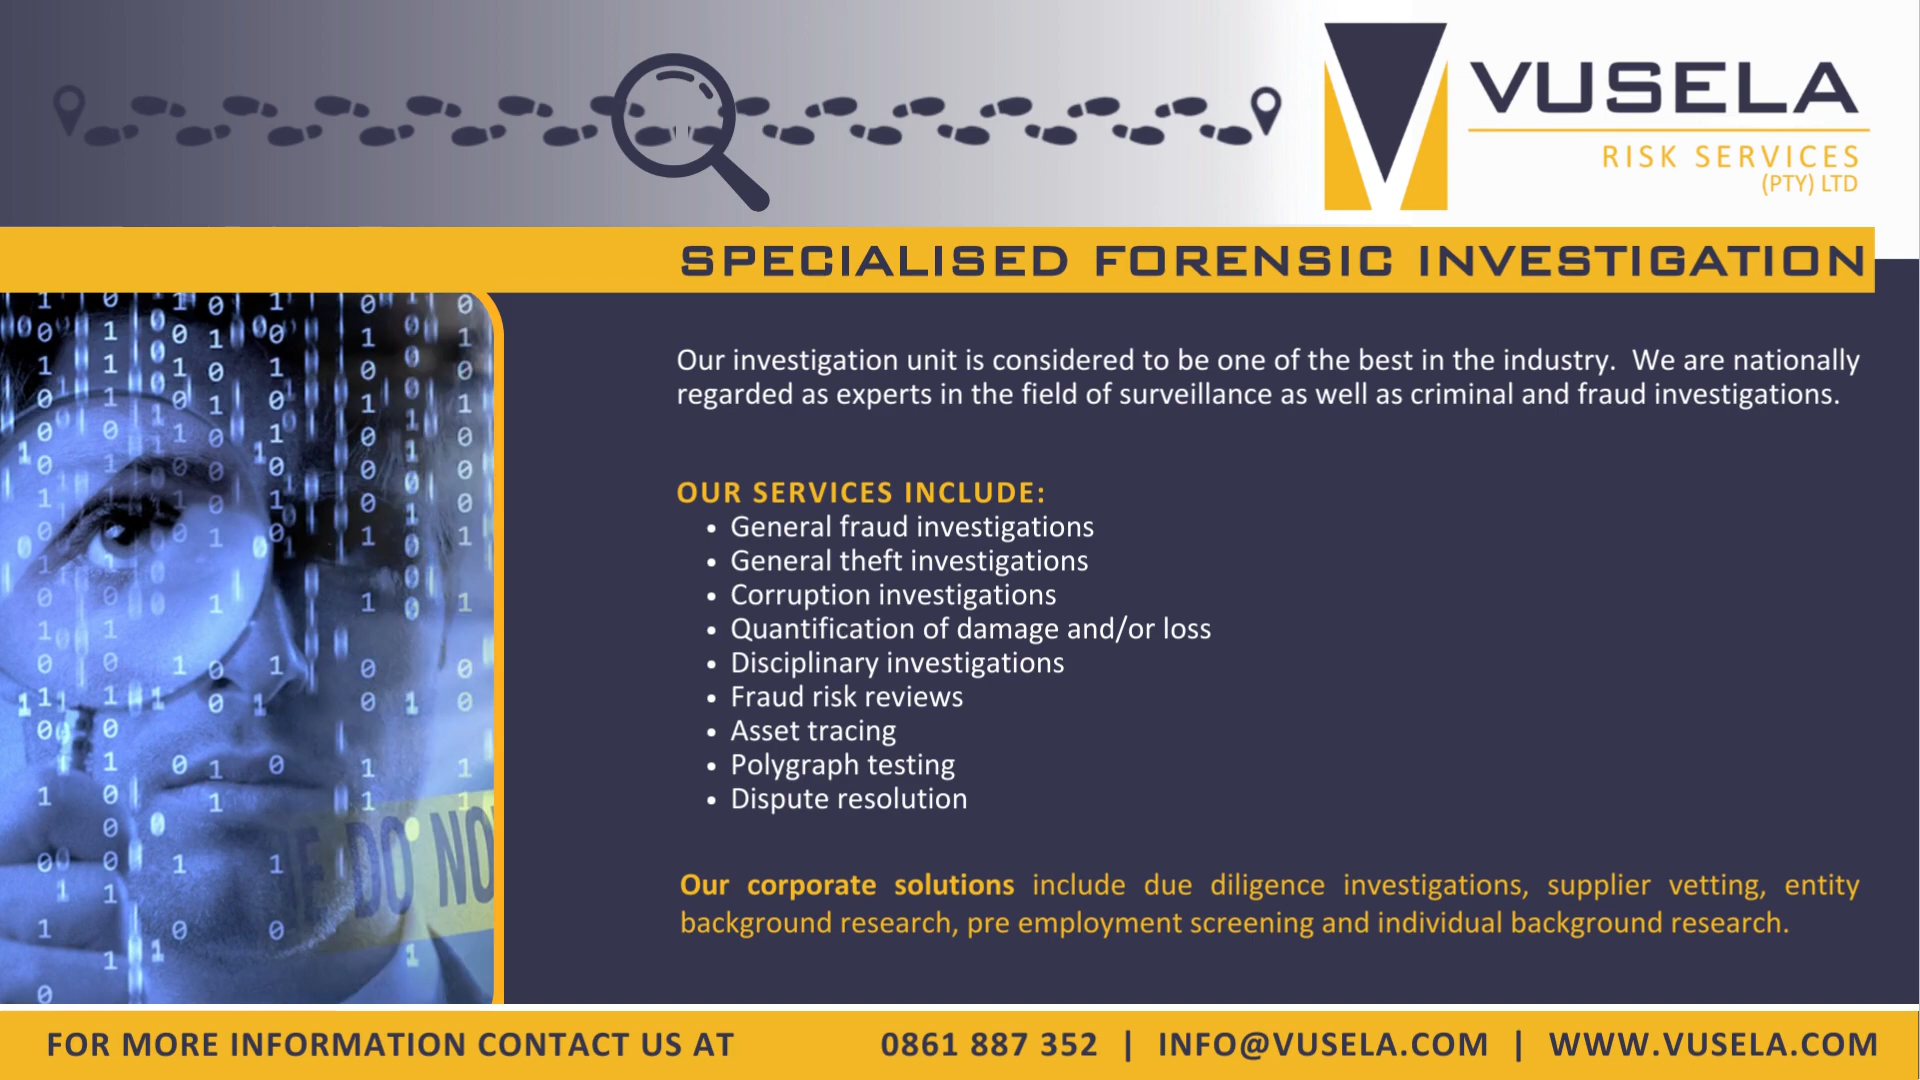 VUSELA
RISK SERVICES
(PTY) LTD
SPECIALISED FORENSIC INVESTIGATION
Our investigation unit is considered to be one of the best in the industry.  We are nationally
regarded as experts in the field of surveillance as well as criminal and fraud investigations.
OUR SERVICES INCLUDE:
• General fraud investigations
• General theft investigations
• Corruption investigations
• Quantification of damage and/or loss
• Disciplinary investigations
• Fraud risk reviews
• Asset tracing
• Polygraph testing
• Dispute resolution
Our corporate solutions include due diligence investigations, supplier vetting, entity
background research, pre employment screening and individual background research.
DO NO
FOR MORE INFORMATION CONTACT US AT 0861 887 352 | INFO@VUSELA.COM | WWW.VUSELA.COM